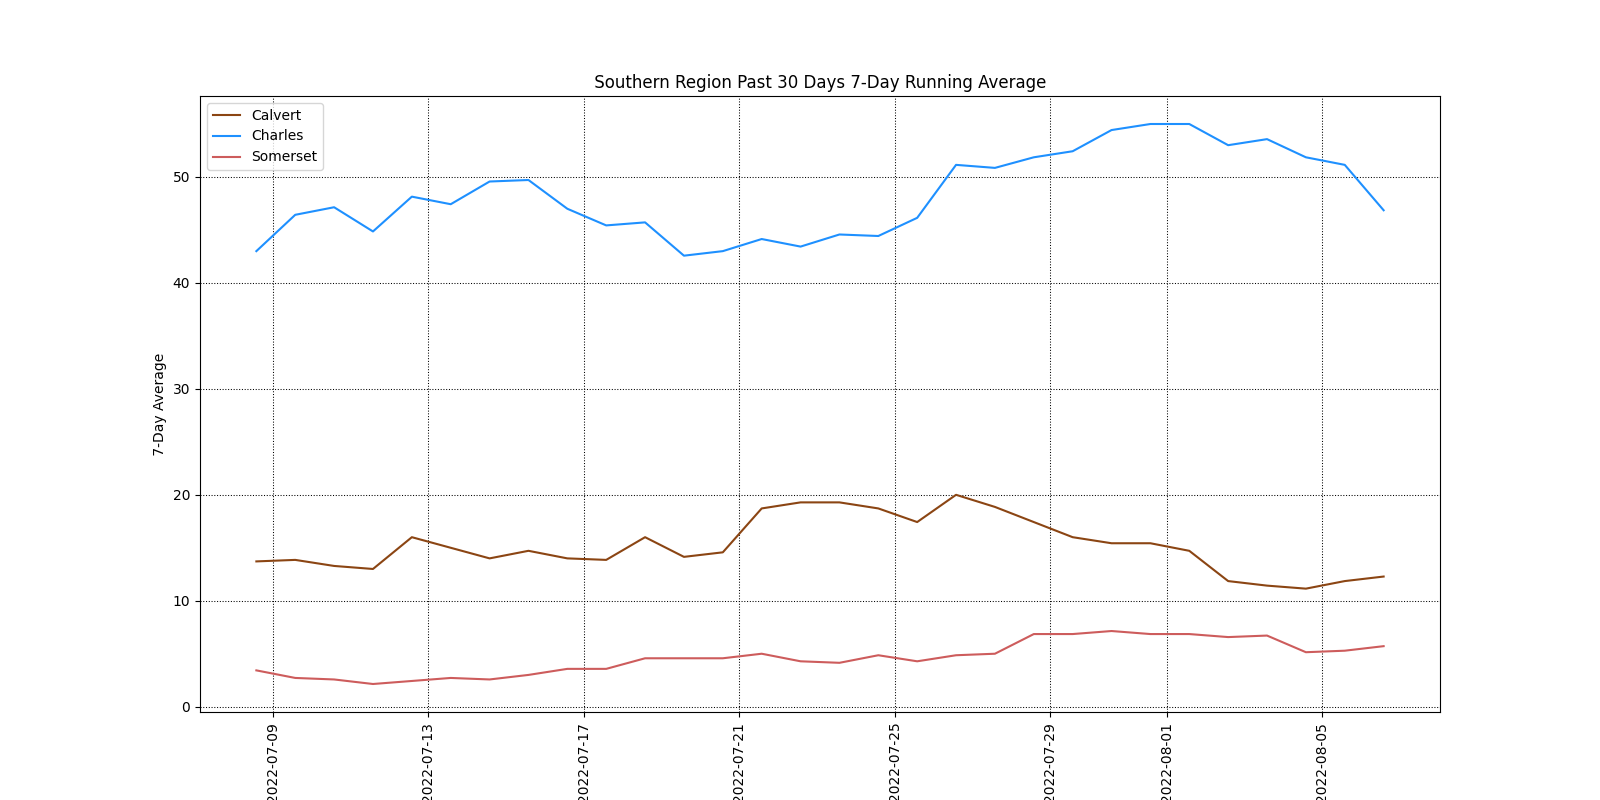 Southern Region Past 30 Days 7-Day Running Average
Calvert
Charles
Somerset
7-Day Average
50
40
30
20
10
0
2022-07-09
2022-07-13
2022-07-17
2022-07-21
2022-07-25
2022-07-29
2022-08-01
2022-08-05